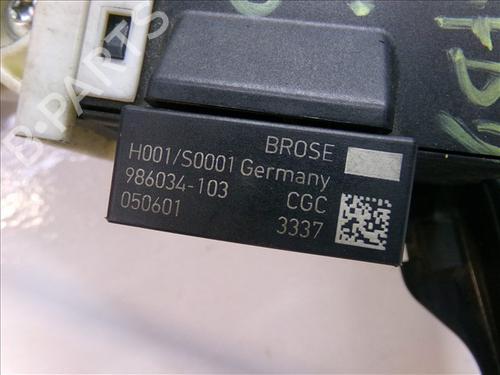 BROSE
H001/S0001 Germany
986034-103 CGC
050601 3337
B-PARTS